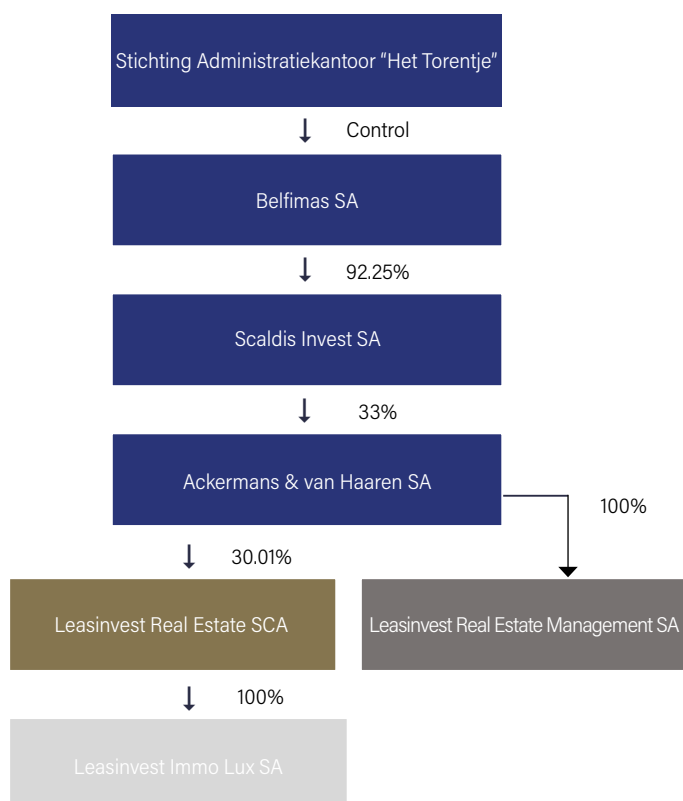 Stichting Administratiekantoor “Het Torentje”
Control
Belfimas SA
92.25%
Scaldis Invest SA
33%
Ackermans & van Haaren SA
100%
30.01%
Leasinvest Real Estate SCA
Leasinvest Real Estate Management SA
100%
Leasinvest Immo Lux SA